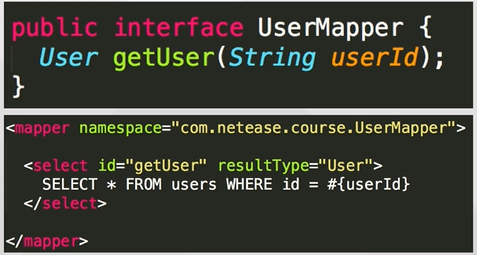 public interface UserMapper {
  User getUser(String userId);
}
<mapper namespace="com.netease.course.UserMapper">
  <select id="getUser" resultType="User">
    SELECT * FROM users WHERE id = #{userId}
  </select>
</mapper>